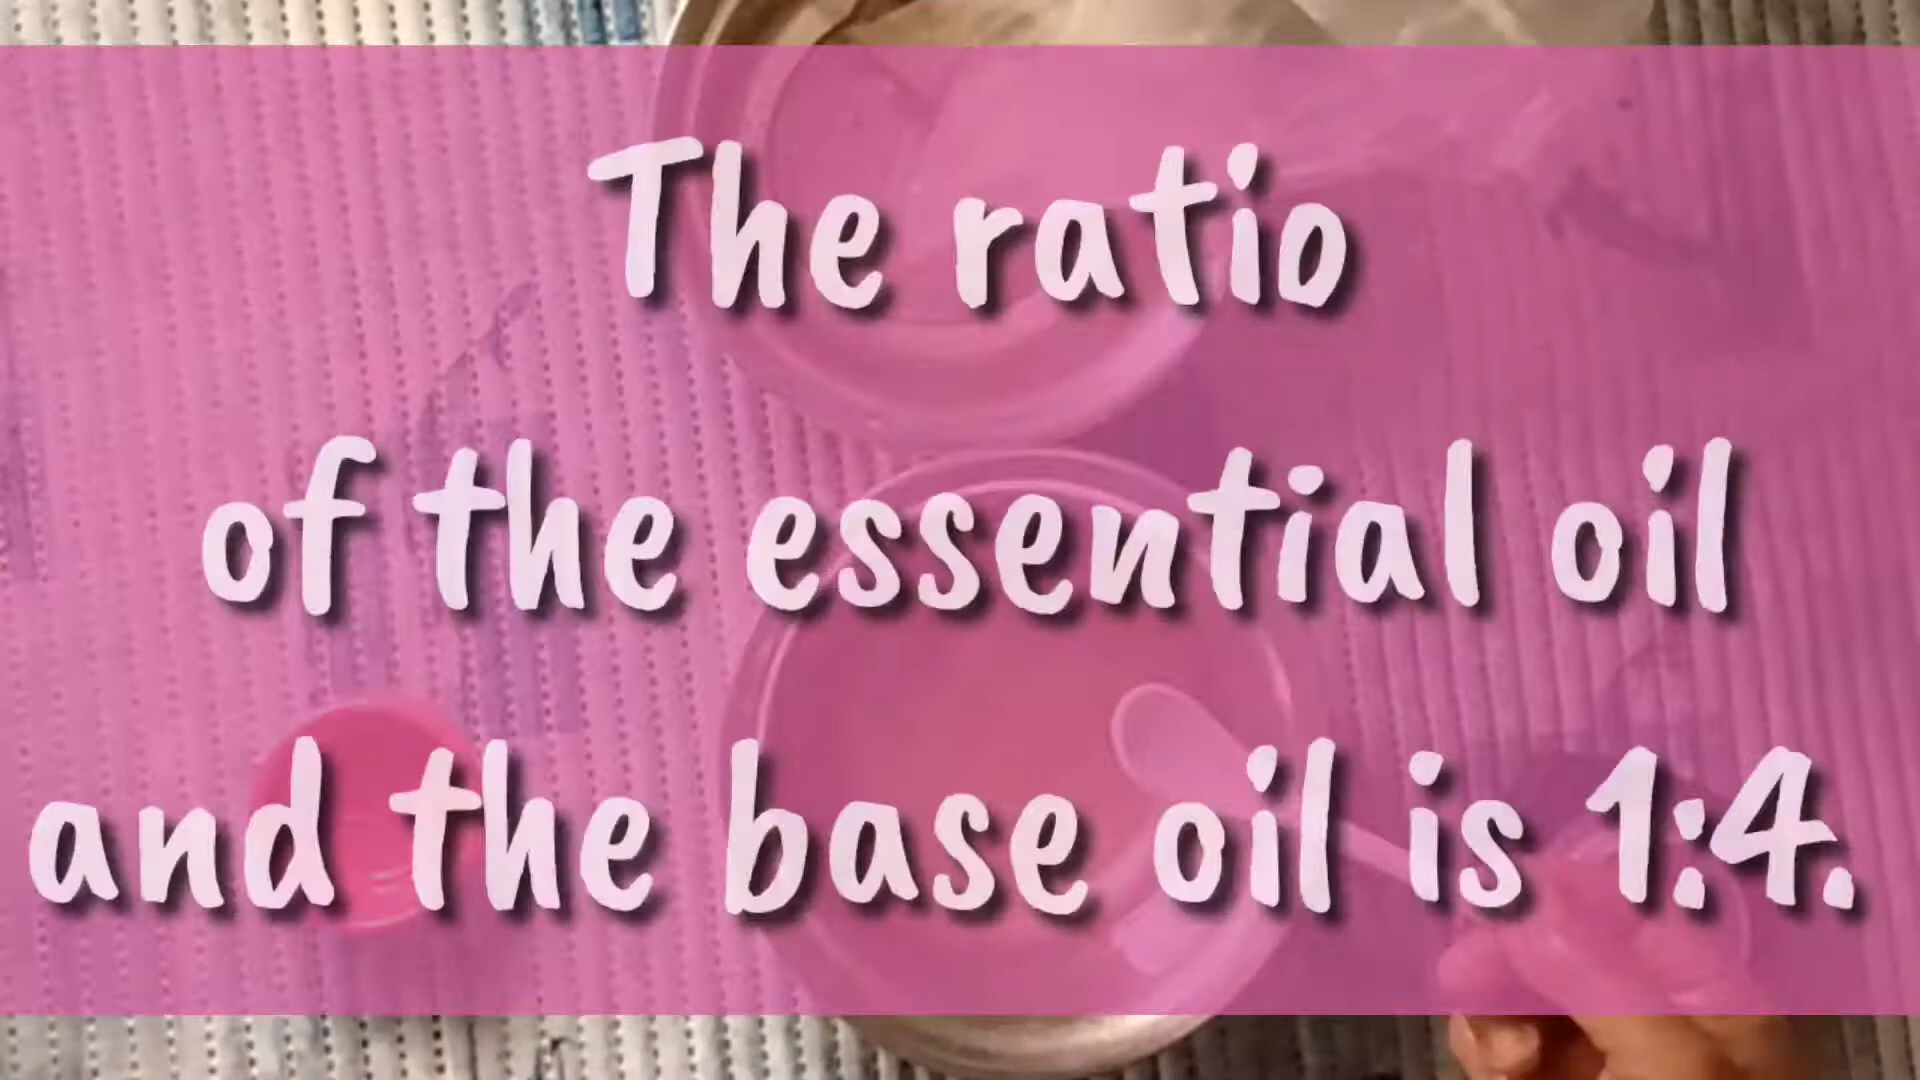 The ratio
of the essential oil
and the base oil is 1:4.